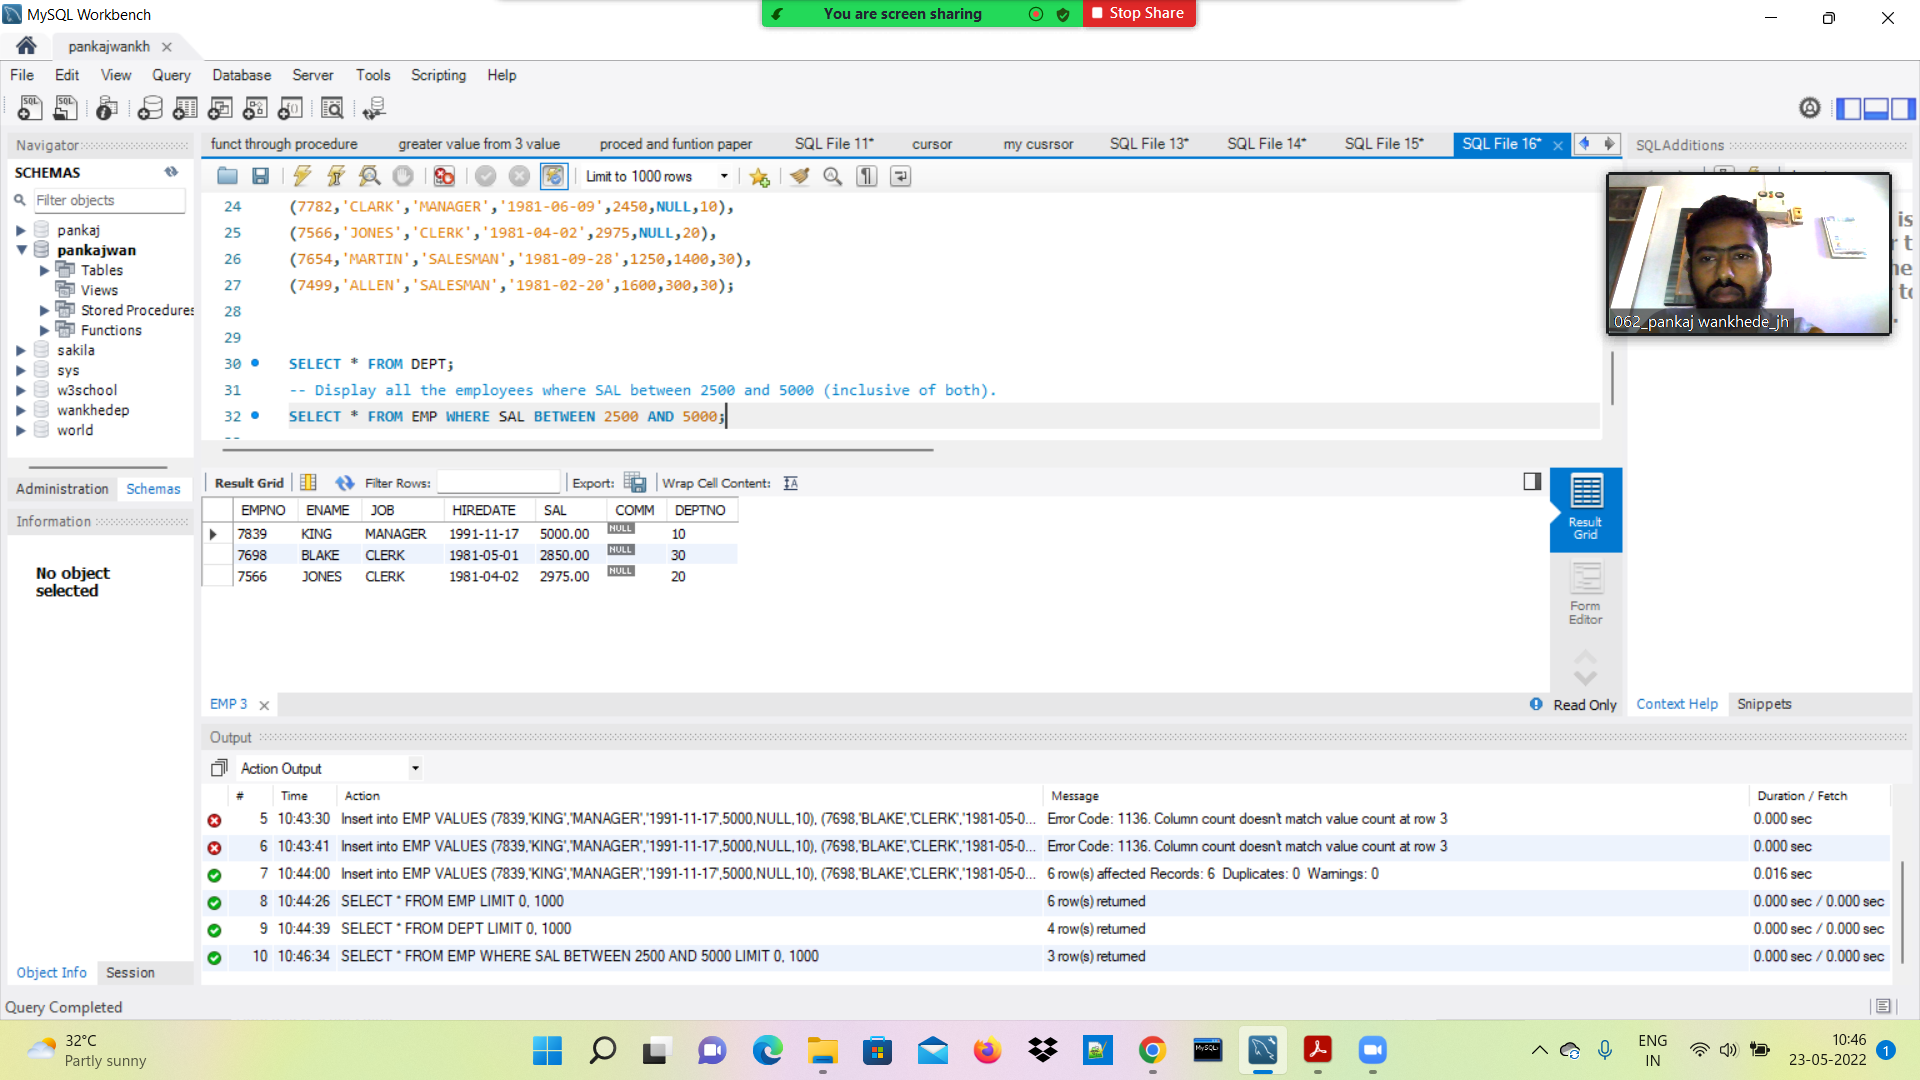 MySQL Workbench
You are screen sharing
Stop Share
pankajwankh
File Edit View Query Database Server Tools Scripting Help
Navigator
SCHEMAS
Filter objects
pankaj
pankajwan
Tables
Views
Stored Procedures
Functions
sakila
sys
w3school
wankhedep
world
Administration Schemas
Information
No object
selected
Object Info Session
Query Completed
funct through procedure greater value from 3 value proced and funtion paper SQL File 11* cursor my cusrsor SQL File 13* SQL File 14* SQL File 15* SQL File 16*
Limit to 1000 rows
24 (7782,'CLARK','MANAGER','1981-06-09',2450,NULL,10),
25 (7566,'JONES','CLERK','1981-04-02',2975,NULL,20),
26 (7654,'MARTIN','SALESMAN','1981-09-28',1250,1400,30),
27 (7499,'ALLEN','SALESMAN','1981-02-20',1600,300,30);
28
29
30 SELECT * FROM DEPT;
31 -- Display all the employees where SAL between 2500 and 5000 (inclusive of both).
32 SELECT * FROM EMP WHERE SAL BETWEEN 2500 AND 5000;
Result Grid Filter Rows: Export: Wrap Cell Content:
EMPNO ENAME JOB HIREDATE SAL COMM DEPTNO
7839 KING MANAGER 1991-11-17 5000.00 NULL 10
7698 BLAKE CLERK 1981-05-01 2850.00 NULL 30
7566 JONES CLERK 1981-04-02 2975.00 NULL 20
Result
Grid
Form
Editor
EMP 3
Read Only
SQLAdditions
062_pankaj wankhede_jh
Context Help Snippets
Output
Action Output
# Time Action Message Duration / Fetch
5 10:43:30 Insert into EMP VALUES (7839,'KING','MANAGER','1991-11-17',5000,NULL,10), (7698,'BLAKE','CLERK','1981-05-0... Error Code: 1136. Column count doesn't match value count at row 3 0.000 sec
6 10:43:41 Insert into EMP VALUES (7839,'KING','MANAGER','1991-11-17',5000,NULL,10), (7698,'BLAKE','CLERK','1981-05-0... Error Code: 1136. Column count doesn't match value count at row 3 0.000 sec
7 10:44:00 Insert into EMP VALUES (7839,'KING','MANAGER','1991-11-17',5000,NULL,10), (7698,'BLAKE','CLERK','1981-05-0... 6 row(s) affected Records: 6 Duplicates: 0 Warnings: 0 0.016 sec
8 10:44:26 SELECT * FROM EMP LIMIT 0, 1000 6 row(s) returned 0.000 sec / 0.000 sec
9 10:44:39 SELECT * FROM DEPT LIMIT 0, 1000 4 row(s) returned 0.000 sec / 0.000 sec
10 10:46:34 SELECT * FROM EMP WHERE SAL BETWEEN 2500 AND 5000 LIMIT 0, 1000 3 row(s) returned 0.000 sec / 0.000 sec
32°C
Partly sunny
ENG
IN
10:46
23-05-2022
1